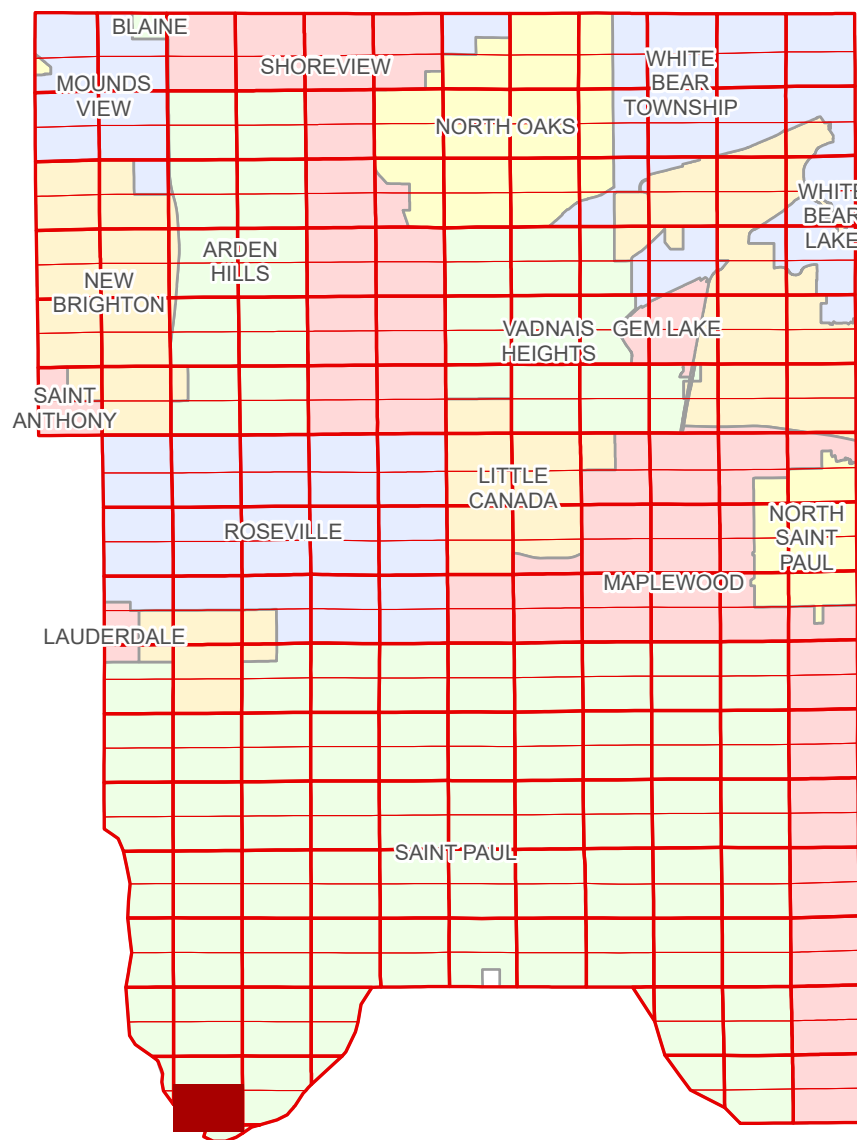 BLAINE
SHOREVIEW
WHITE
BEAR
TOWNSHIP
MOUNDS
VIEW
NORTH OAKS
WHITE
BEAR
LAKE
ARDEN
HILLS
NEW
BRIGHTON
VADNAIS
HEIGHTS
GEM LAKE
SAINT
ANTHONY
LITTLE
CANADA
NORTH
SAINT
PAUL
ROSEVILLE
MAPLEWOOD
LAUDERDALE
SAINT PAUL